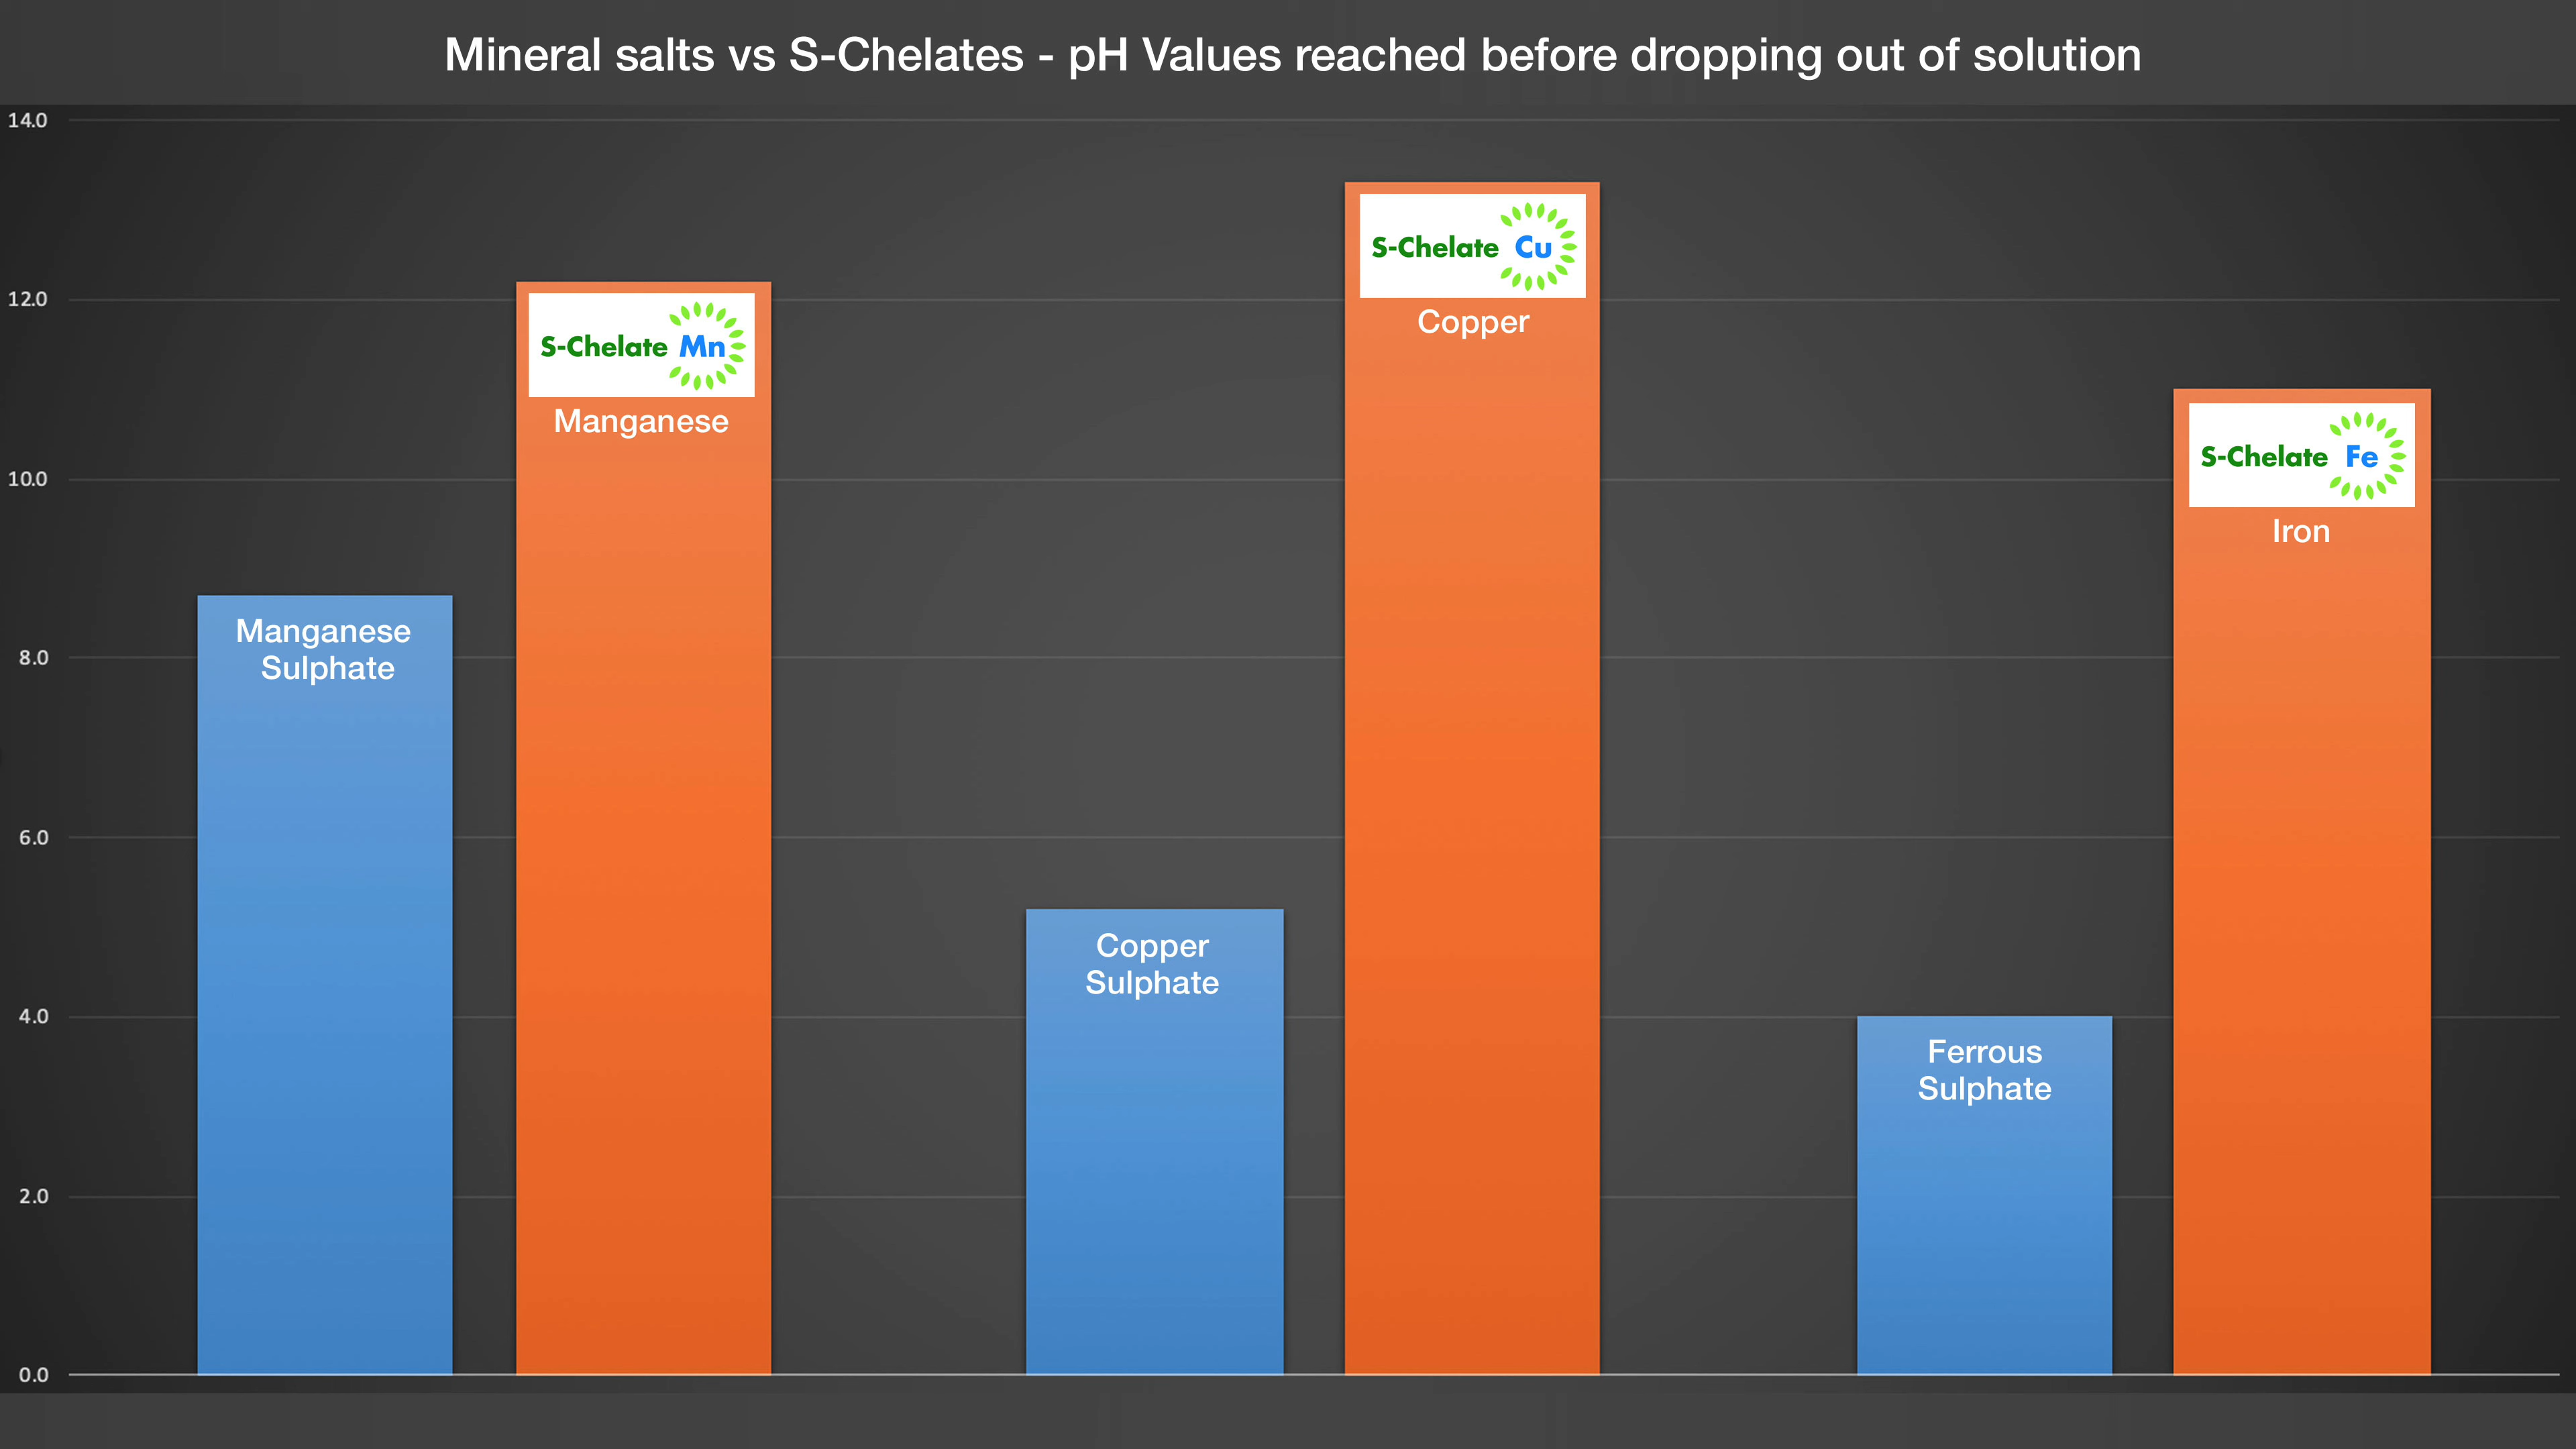 Mineral salts vs S-Chelates - pH Values reached before dropping out of solution
14.0
12.0
10.0
8.0
6.0
4.0
2.0
0.0
Manganese
Sulphate
S-Chelate Mn
Manganese
Copper
Sulphate
S-Chelate Cu
Copper
Ferrous
Sulphate
S-Chelate Fe
Iron